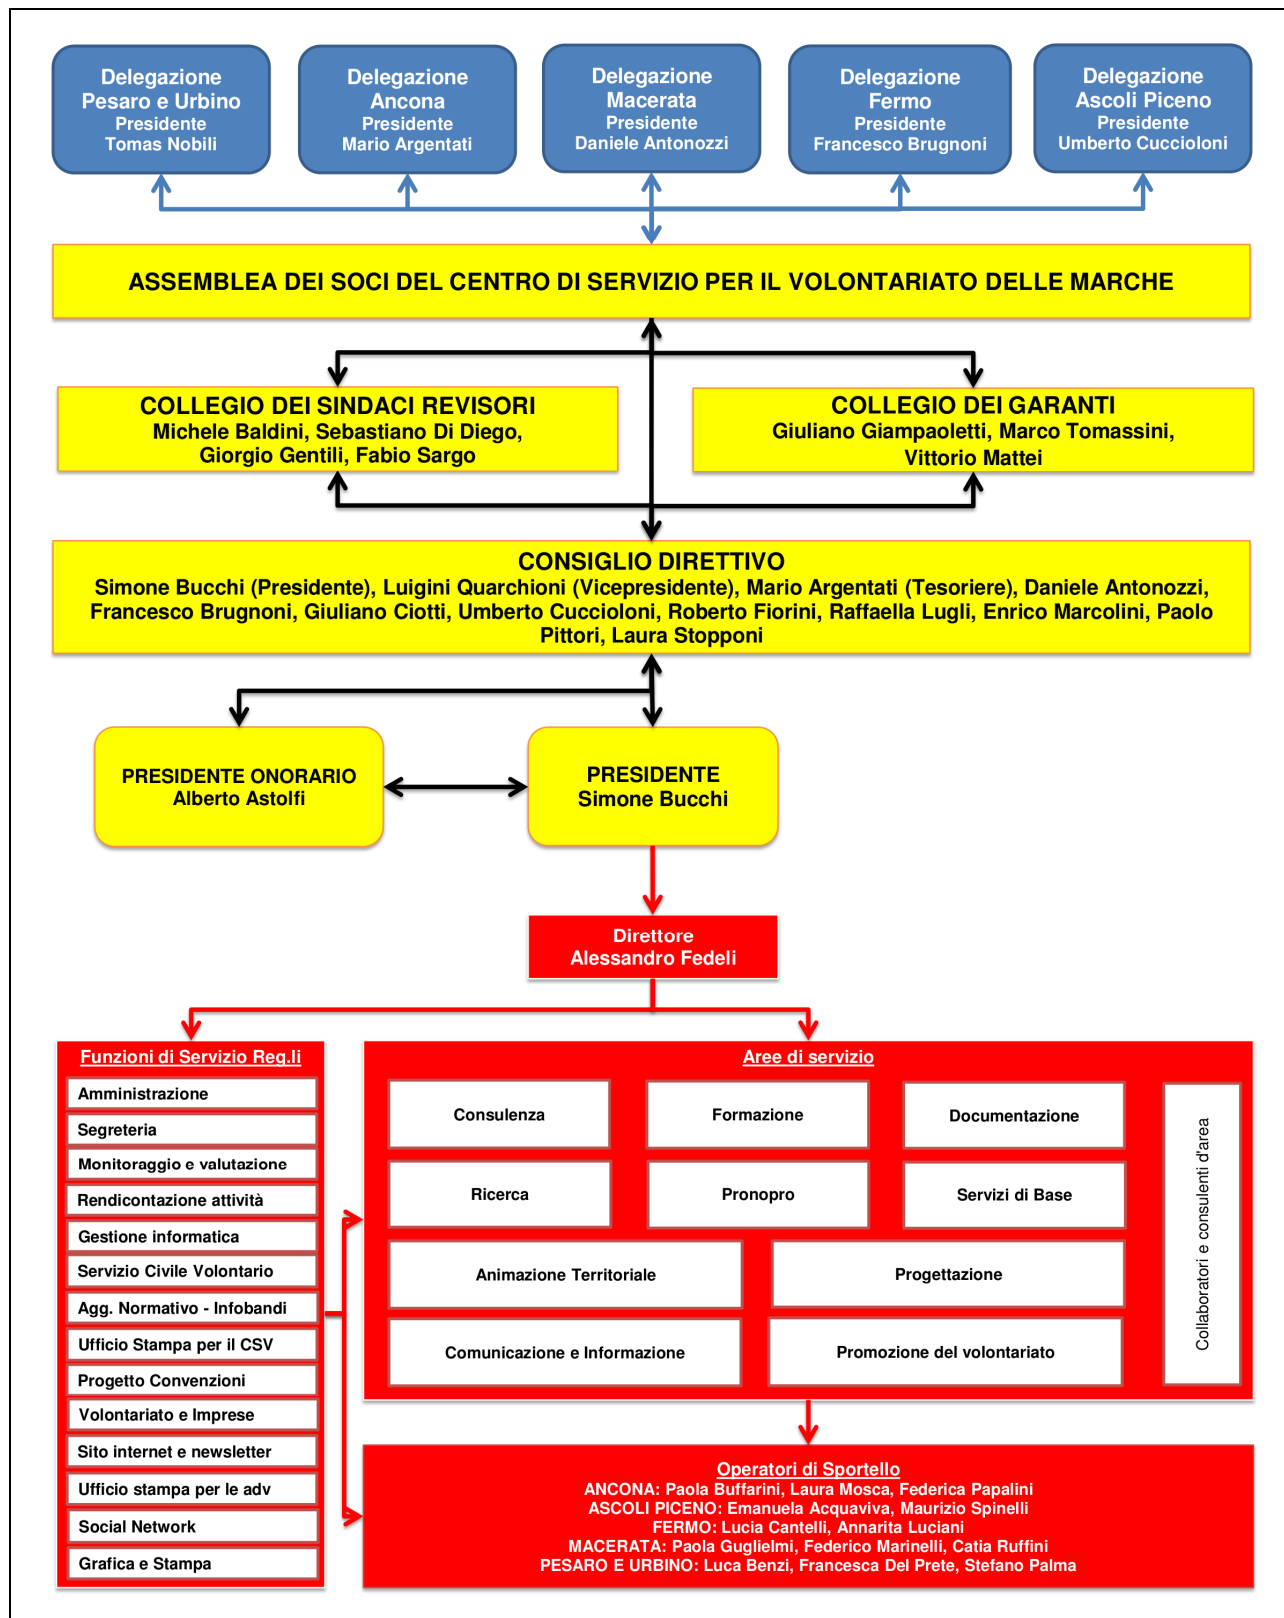 Delegazione
Pesaro e Urbino
Presidente
Tomas Nobili
Delegazione
Ancona
Presidente
Mario Argentati
Delegazione
Macerata
Presidente
Daniele Antonozzi
Delegazione
Fermo
Presidente
Francesco Brugnoni
Delegazione
Ascoli Piceno
Presidente
Umberto Cuccioloni
ASSEMBLEA DEI SOCI DEL CENTRO DI SERVIZIO PER IL VOLONTARIATO DELLE MARCHE
COLLEGIO DEI SINDACI REVISORI
Michele Baldini, Sebastiano Di Diego,
Giorgio Gentili, Fabio Sargo
COLLEGIO DEI GARANTI
Giuliano Giampaoletti, Marco Tomassini,
Vittorio Mattei
CONSIGLIO DIRETTIVO
Simone Bucchi (Presidente), Luigini Quarchioni (Vicepresidente), Mario Argentati (Tesoriere), Daniele Antonozzi,
Francesco Brugnoni, Giuliano Ciotti, Umberto Cuccioloni, Roberto Fiorini, Raffaella Lugli, Enrico Marcolini, Paolo
Pittori, Laura Stopponi
PRESIDENTE ONORARIO
Alberto Astolfi
PRESIDENTE
Simone Bucchi
Direttore
Alessandro Fedeli
Funzioni di Servizio Reg.li
Amministrazione
Segreteria
Monitoraggio e valutazione
Rendicontazione attività
Gestione informatica
Servizio Civile Volontario
Agg. Normativo - Infobandi
Ufficio Stampa per il CSV
Progetto Convenzioni
Volontariato e Imprese
Sito internet e newsletter
Ufficio stampa per le adv
Social Network
Grafica e Stampa
Aree di servizio
Consulenza
Formazione
Documentazione
Ricerca
Pronopro
Servizi di Base
Animazione Territoriale
Progettazione
Comunicazione e Informazione
Promozione del volontariato
Collaboratori e consulenti d'area
Operatori di Sportello
ANCONA: Paola Buffarini, Laura Mosca, Federica Papalini
ASCOLI PICENO: Emanuela Acquaviva, Maurizio Spinelli
FERMO: Lucia Cantelli, Annarita Luciani
MACERATA: Paola Guglielmi, Federico Marinelli, Catia Ruffini
PESARO E URBINO: Luca Benzi, Francesca Del Prete, Stefano Palma